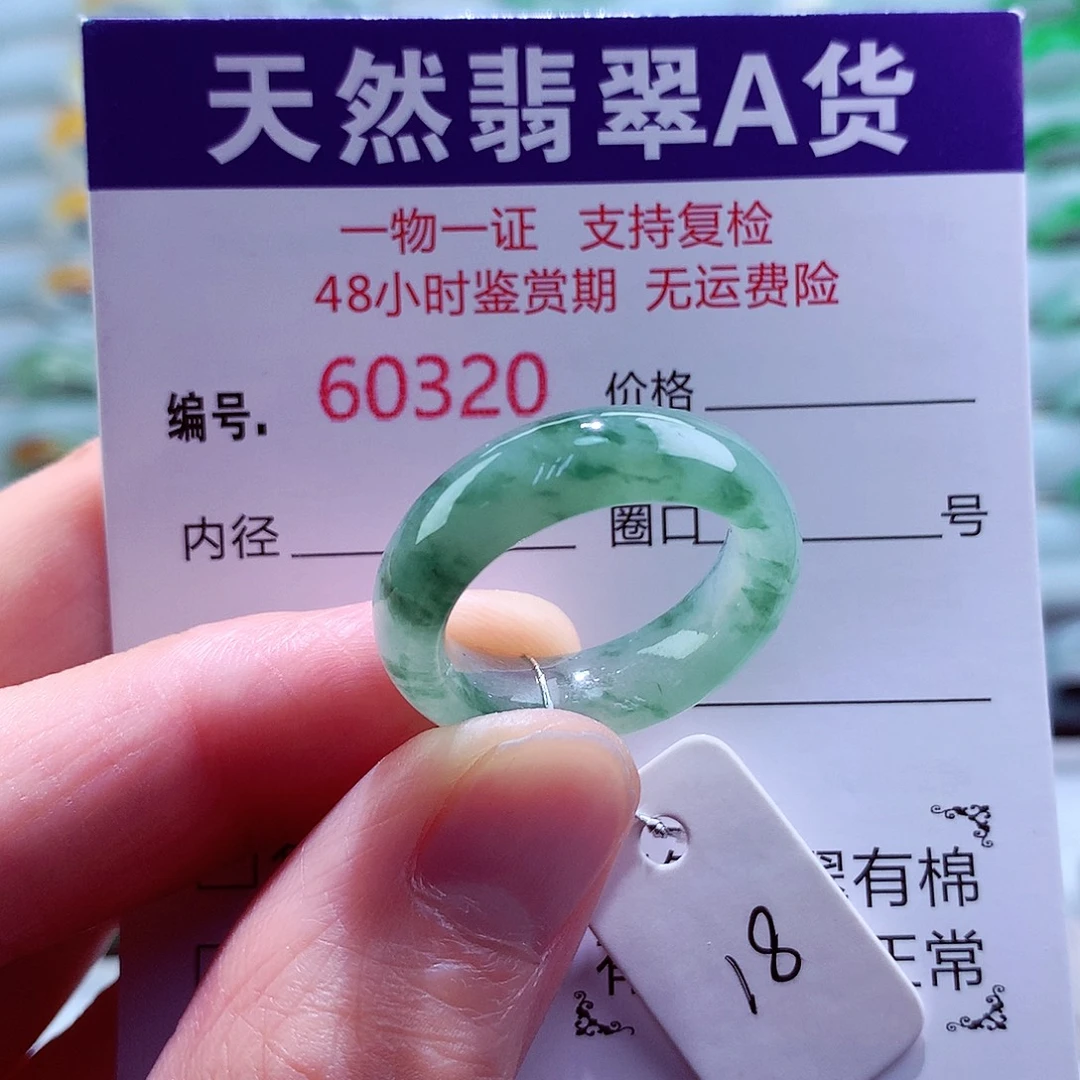 天然翡翠A货
一物一证 支持复检
48小时鉴赏期 无运费险
编号. 60320 价格
内径 圈口 号
有棉
正常
18